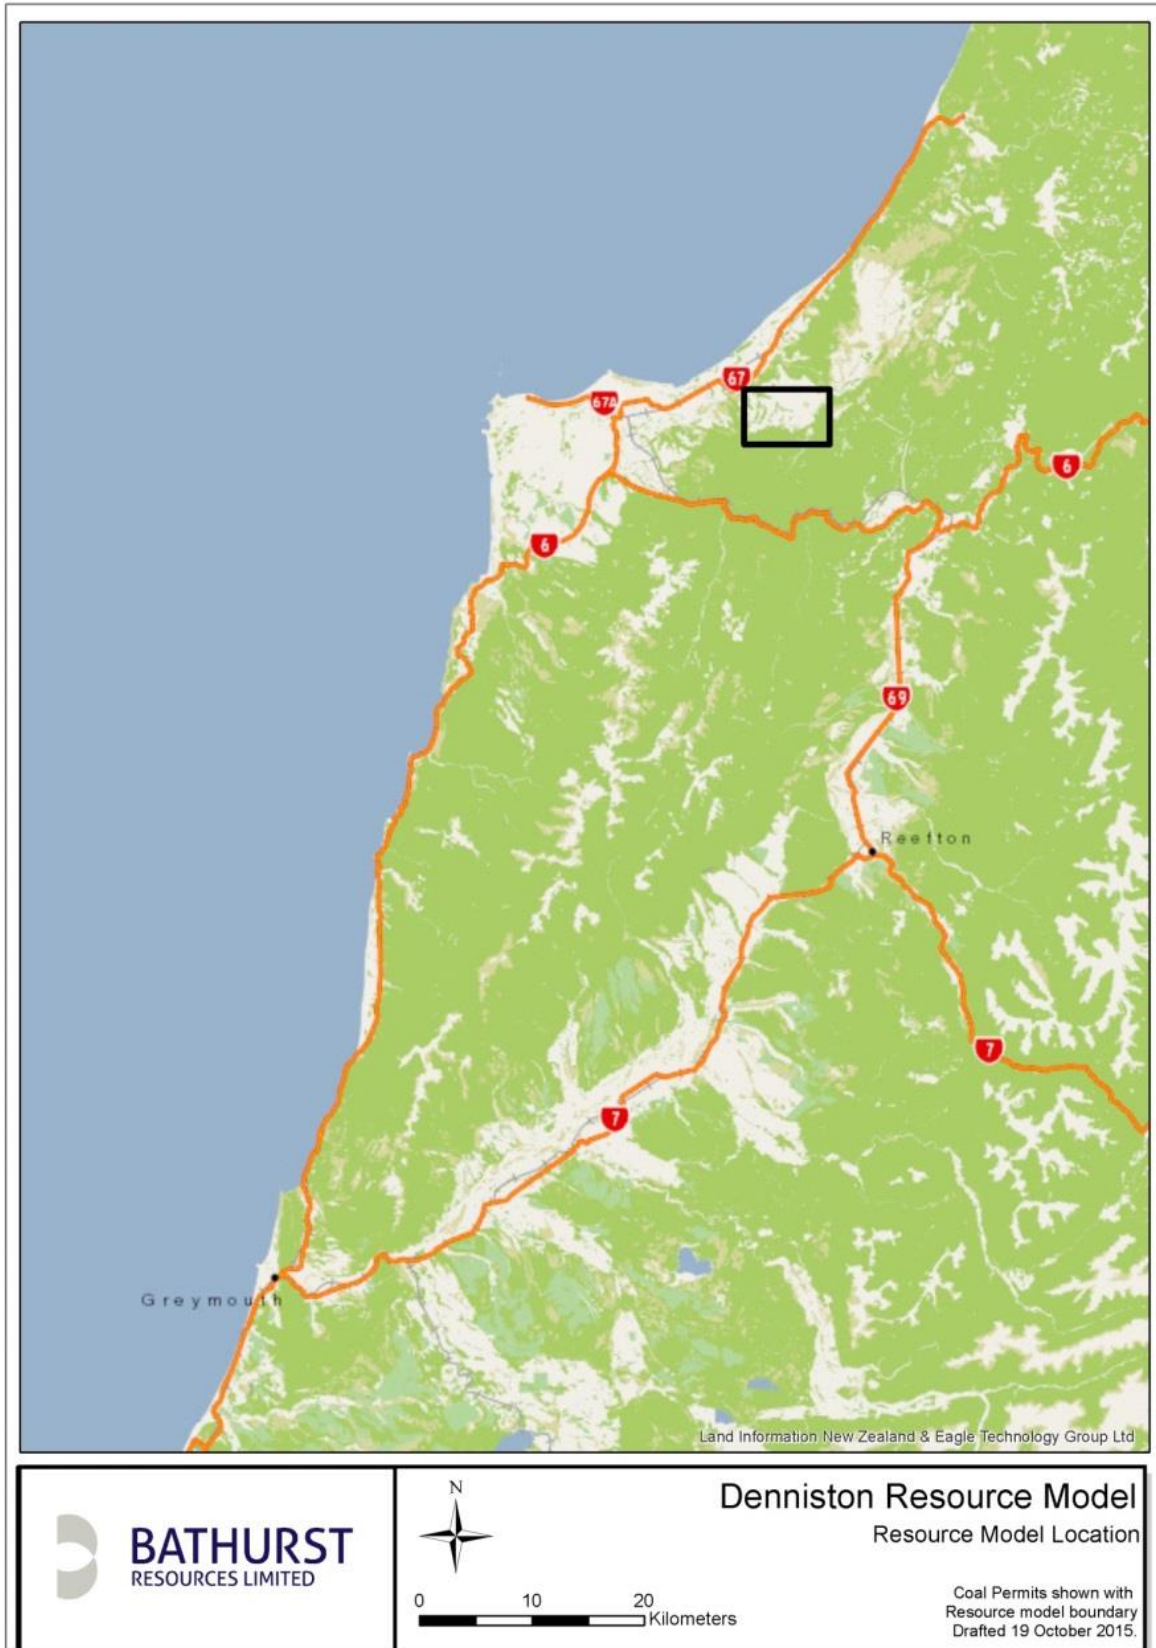 67
67A
6
6
69
Reefton
7
7
Greymouth
Land Information New Zealand & Eagle Technology Group Ltd
BATHURST
RESOURCES LIMITED
N
0 10 20
Kilometers
Denniston Resource Model
Resource Model Location
Coal Permits shown with
Resource model boundary
Drafted 19 October 2015.